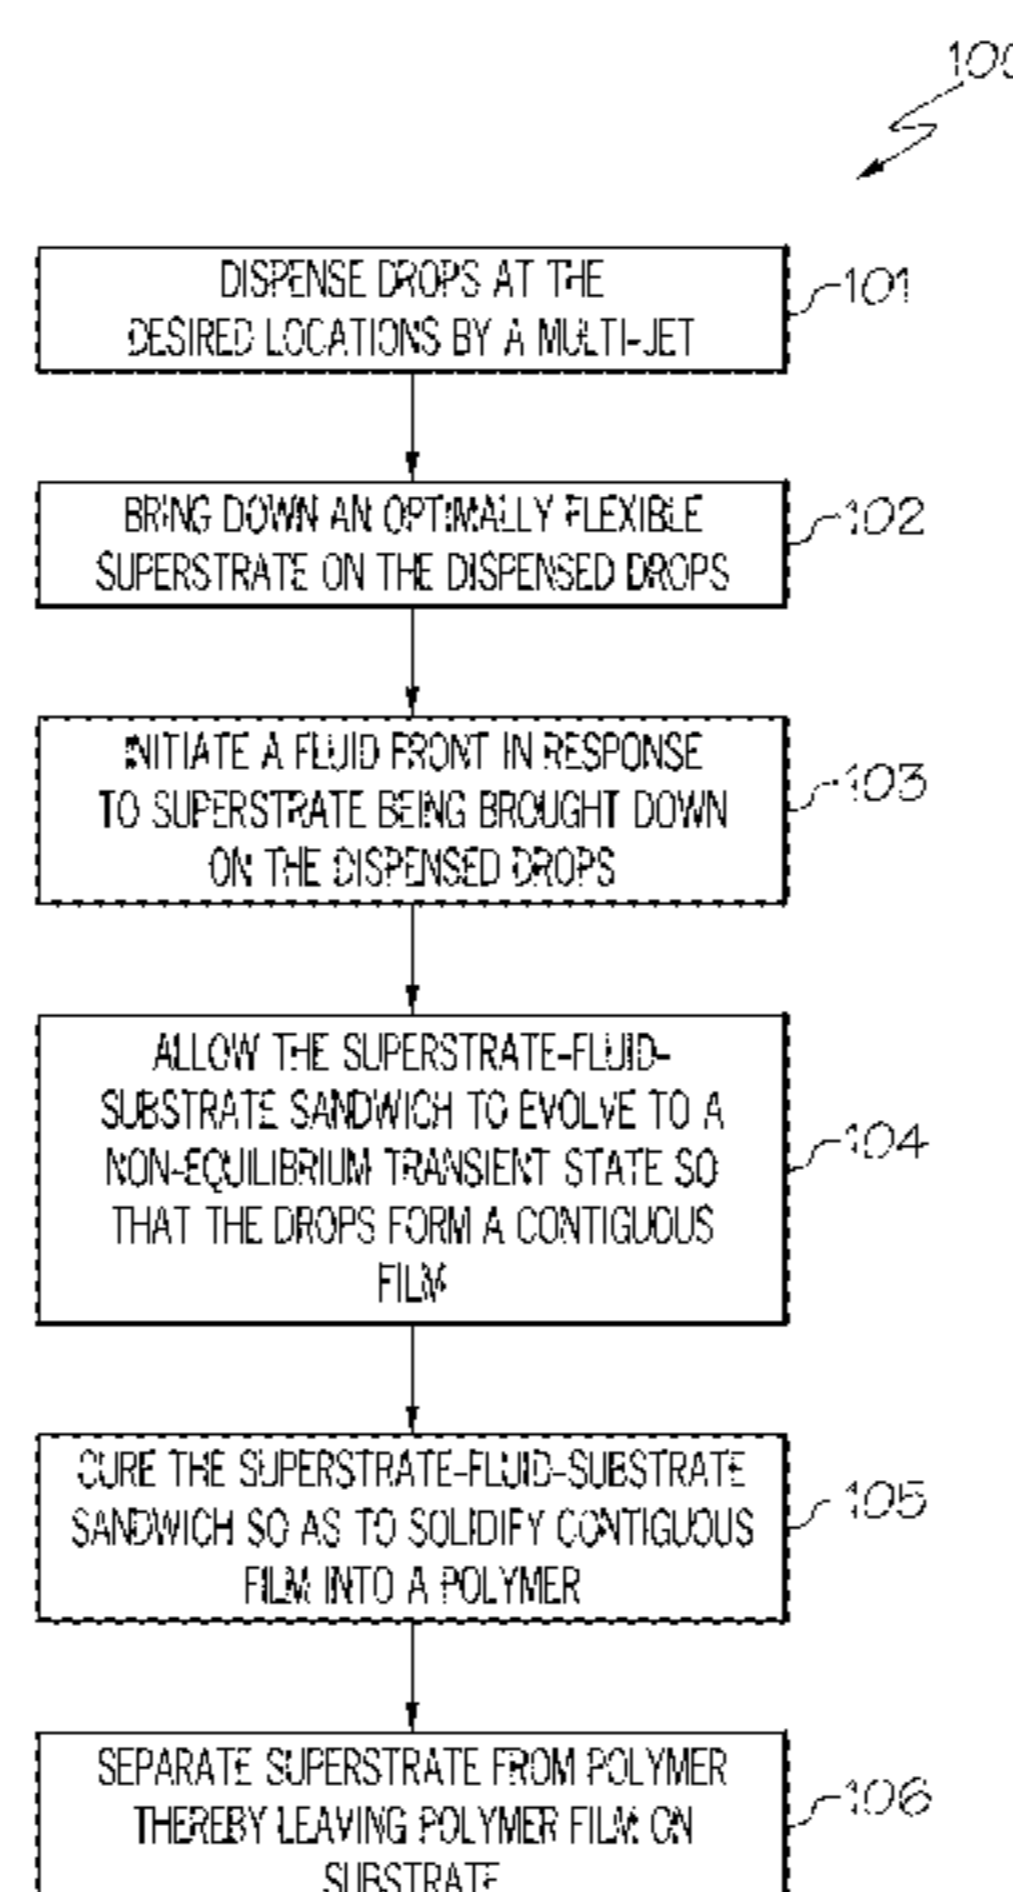 100
DISPENSE DROPS AT THE
DESIRED LOCATIONS BY A MULTI-JET
101
BRING DOWN AN OPTIMALLY FLEXIBLE
SUPERSTRATE ON THE DISPENSED DROPS
102
INITIATE A FLUID FRONT IN RESPONSE
TO SUPERSTRATE BEING BROUGHT DOWN
ON THE DISPENSED DROPS
103
ALLOW THE SUPERSTRATE-FLUID-
SUBSTRATE SANDWICH TO EVOLVE TO A
NON-EQUILIBRIUM TRANSIENT STATE SO
THAT THE DROPS FORM A CONTIGUOUS
FILM
104
CURE THE SUPERSTRATE-FLUID-SUBSTRATE
SANDWICH SO AS TO SOLIDIFY CONTIGUOUS
FILM INTO A POLYMER
105
SEPARATE SUPERSTRATE FROM POLYMER
THEREBY LEAVING POLYMER FILM ON
SUBSTRATE
106